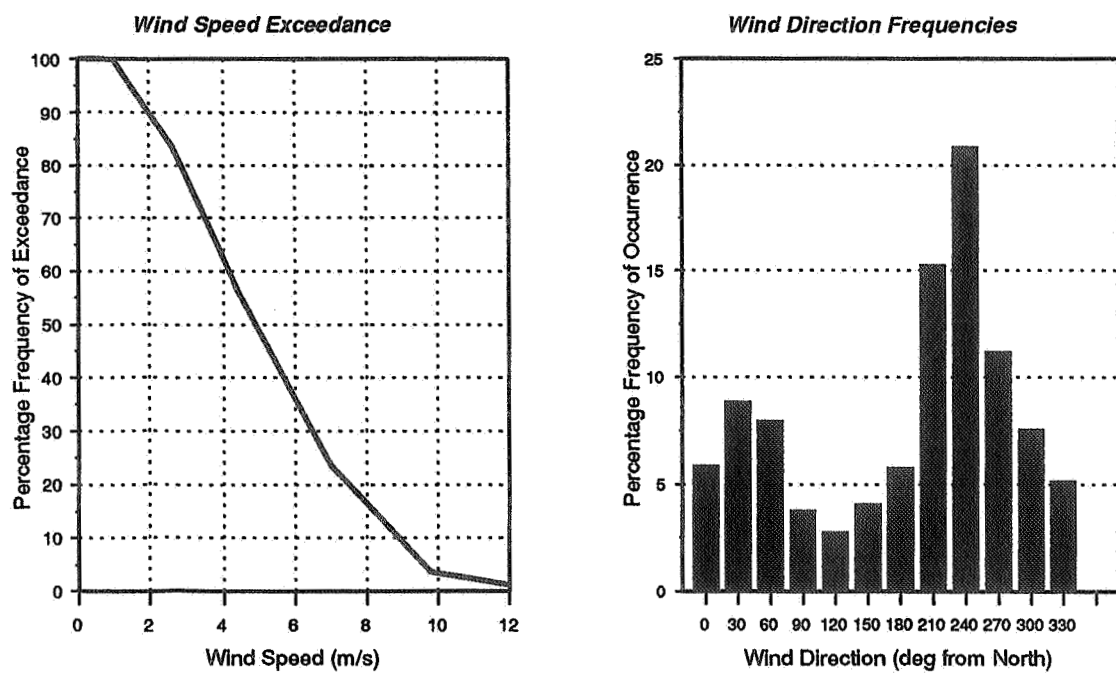 Wind Speed Exceedance
Percentage Frequency of Exceedance
100
90
80
70
60
50
40
30
20
10
0
0 2 4 6 8 10 12
Wind Speed (m/s)
Wind Direction Frequencies
Percentage Frequency of Occurrence
25
20
15
10
5
0
0 30 60 90 120 150 180 210 240 270 300 330
Wind Direction (deg from North)